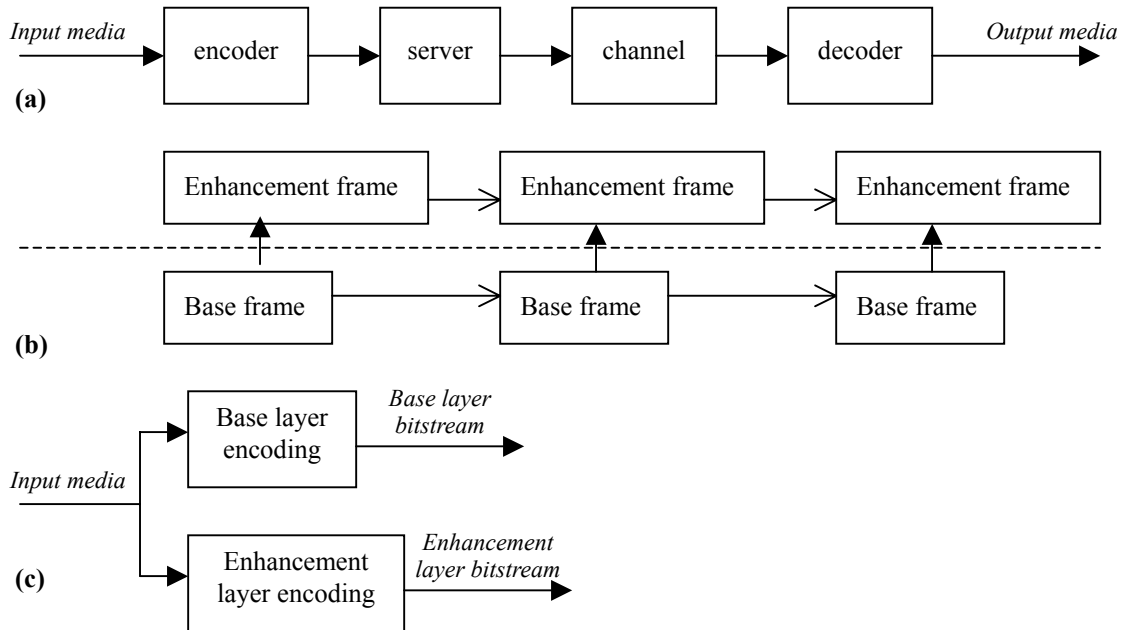 Input media
encoder
server
channel
decoder
Output media
(a)
Enhancement frame
Enhancement frame
Enhancement frame
Base frame
Base frame
Base frame
(b)
Base layer
encoding
Base layer
bitstream
Input media
Enhancement
layer encoding
Enhancement
layer bitstream
(c)